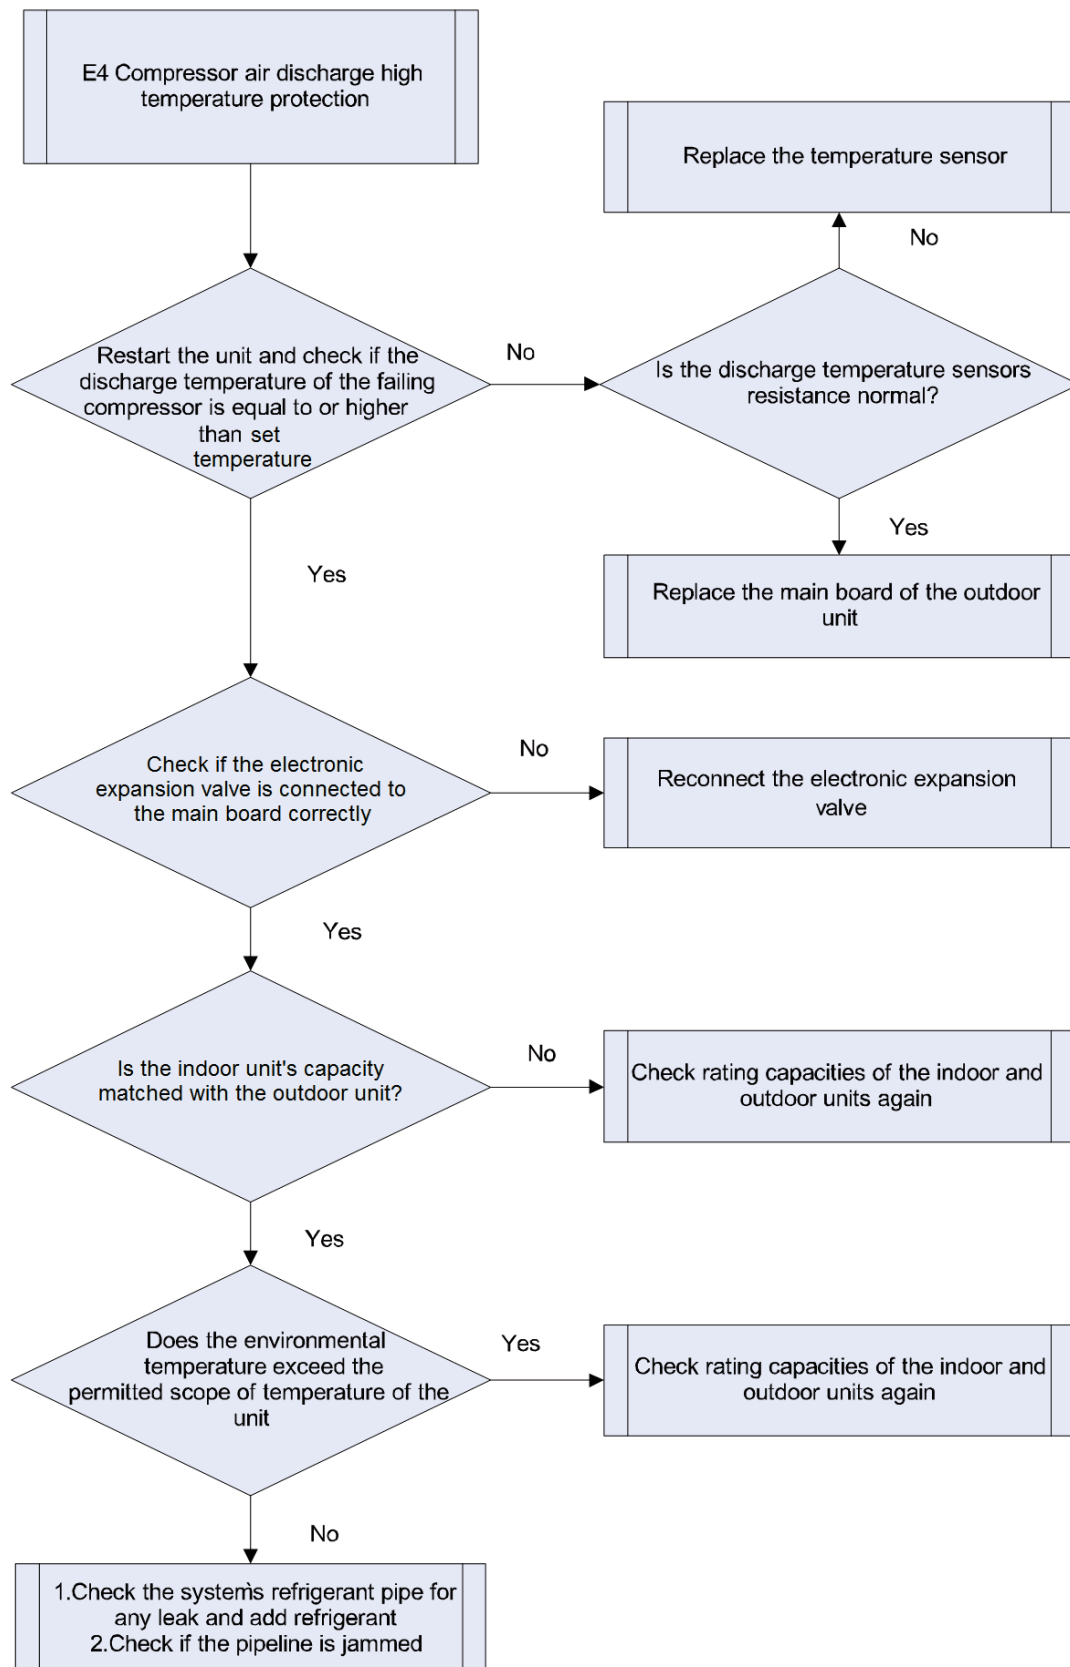 E4 Compressor air discharge high
temperature protection
Replace the temperature sensor
No
Restart the unit and check if the
discharge temperature of the failing
compressor is equal to or higher
than set
temperature
No
Is the discharge temperature sensors
resistance normal?
Yes
Yes
Replace the main board of the outdoor
unit
Check if the electronic
expansion valve is connected to
the main board correctly
No
Reconnect the electronic expansion
valve
Yes
Is the indoor unit's capacity
matched with the outdoor unit?
No
Check rating capacities of the indoor and
outdoor units again
Yes
Does the environmental
temperature exceed the
permitted scope of temperature of the
unit
Yes
Check rating capacities of the indoor and
outdoor units again
No
1.Check the system's refrigerant pipe for
any leak and add refrigerant
2.Check if the pipeline is jammed